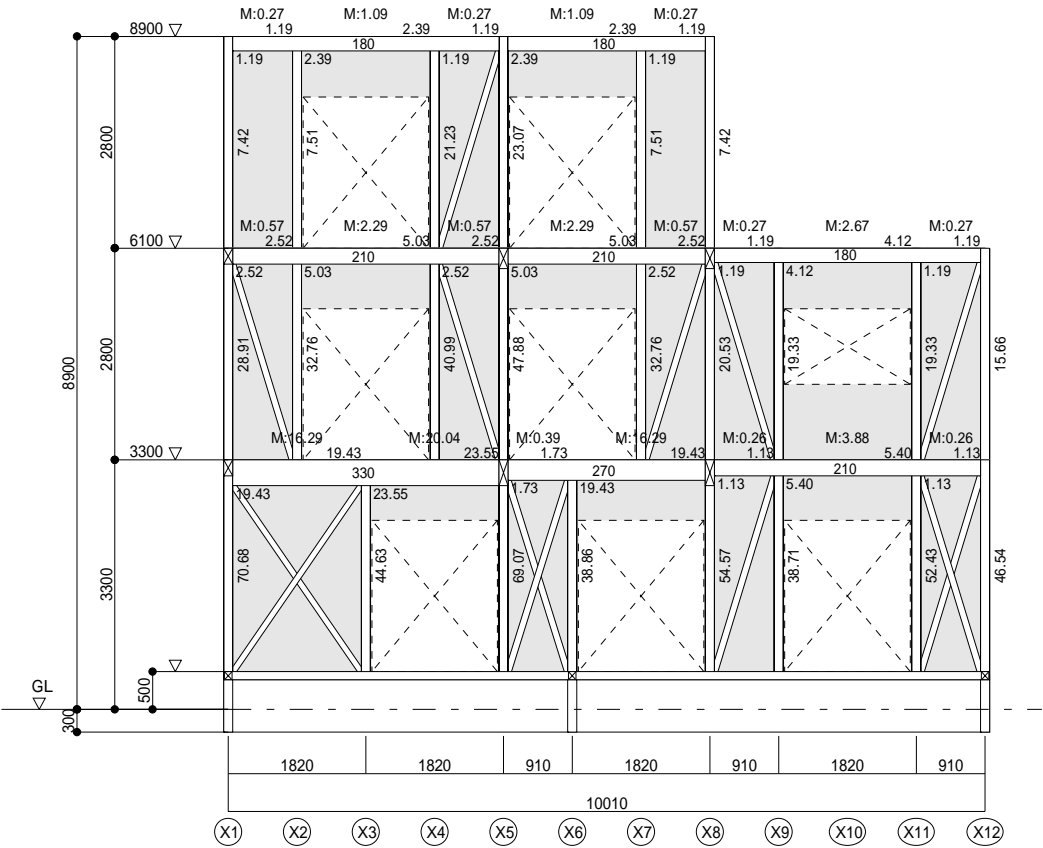 M:0.27 M:1.09 M:0.27 M:1.09 M:0.27
8900 1.19 2.39 1.19 2.39 1.19
180 180
1.19 2.39 1.19 2.39 1.19
2800 7.42 7.51 21.23 23.07 7.51 7.42
M:0.57 M:2.29 M:0.57 M:2.29 M:0.57 M:0.27 M:2.67 M:0.27
6100 2.52 5.03 2.52 5.03 2.52 1.19 4.12 1.19
210 210 180
2.52 5.03 2.52 5.03 2.52 1.19 4.12 1.19
8900 2800 28.91 32.76 40.99 47.88 32.76 20.53 19.33 19.33 15.66
M:16.29 M:20.04 M:0.39 M:16.29 M:0.26 M:3.88 M:0.26
3300 19.43 23.55 1.73 19.43 1.13 5.40 1.13
330 270 210
19.43 23.55 1.73 19.43 1.13 5.40 1.13
3300 70.68 44.63 69.07 38.86 54.57 38.71 52.43 46.54
GL 500
300
1820 1820 910 1820 910 1820 910
10010
X1 X2 X3 X4 X5 X6 X7 X8 X9 X10 X11 X12